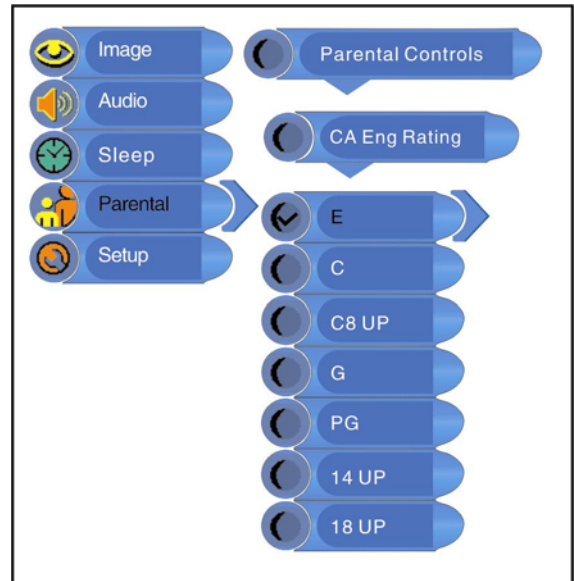 Image
Audio
Sleep
Parental
Setup
Parental Controls
CA Eng Rating
E
C
C8 UP
G
PG
14 UP
18 UP